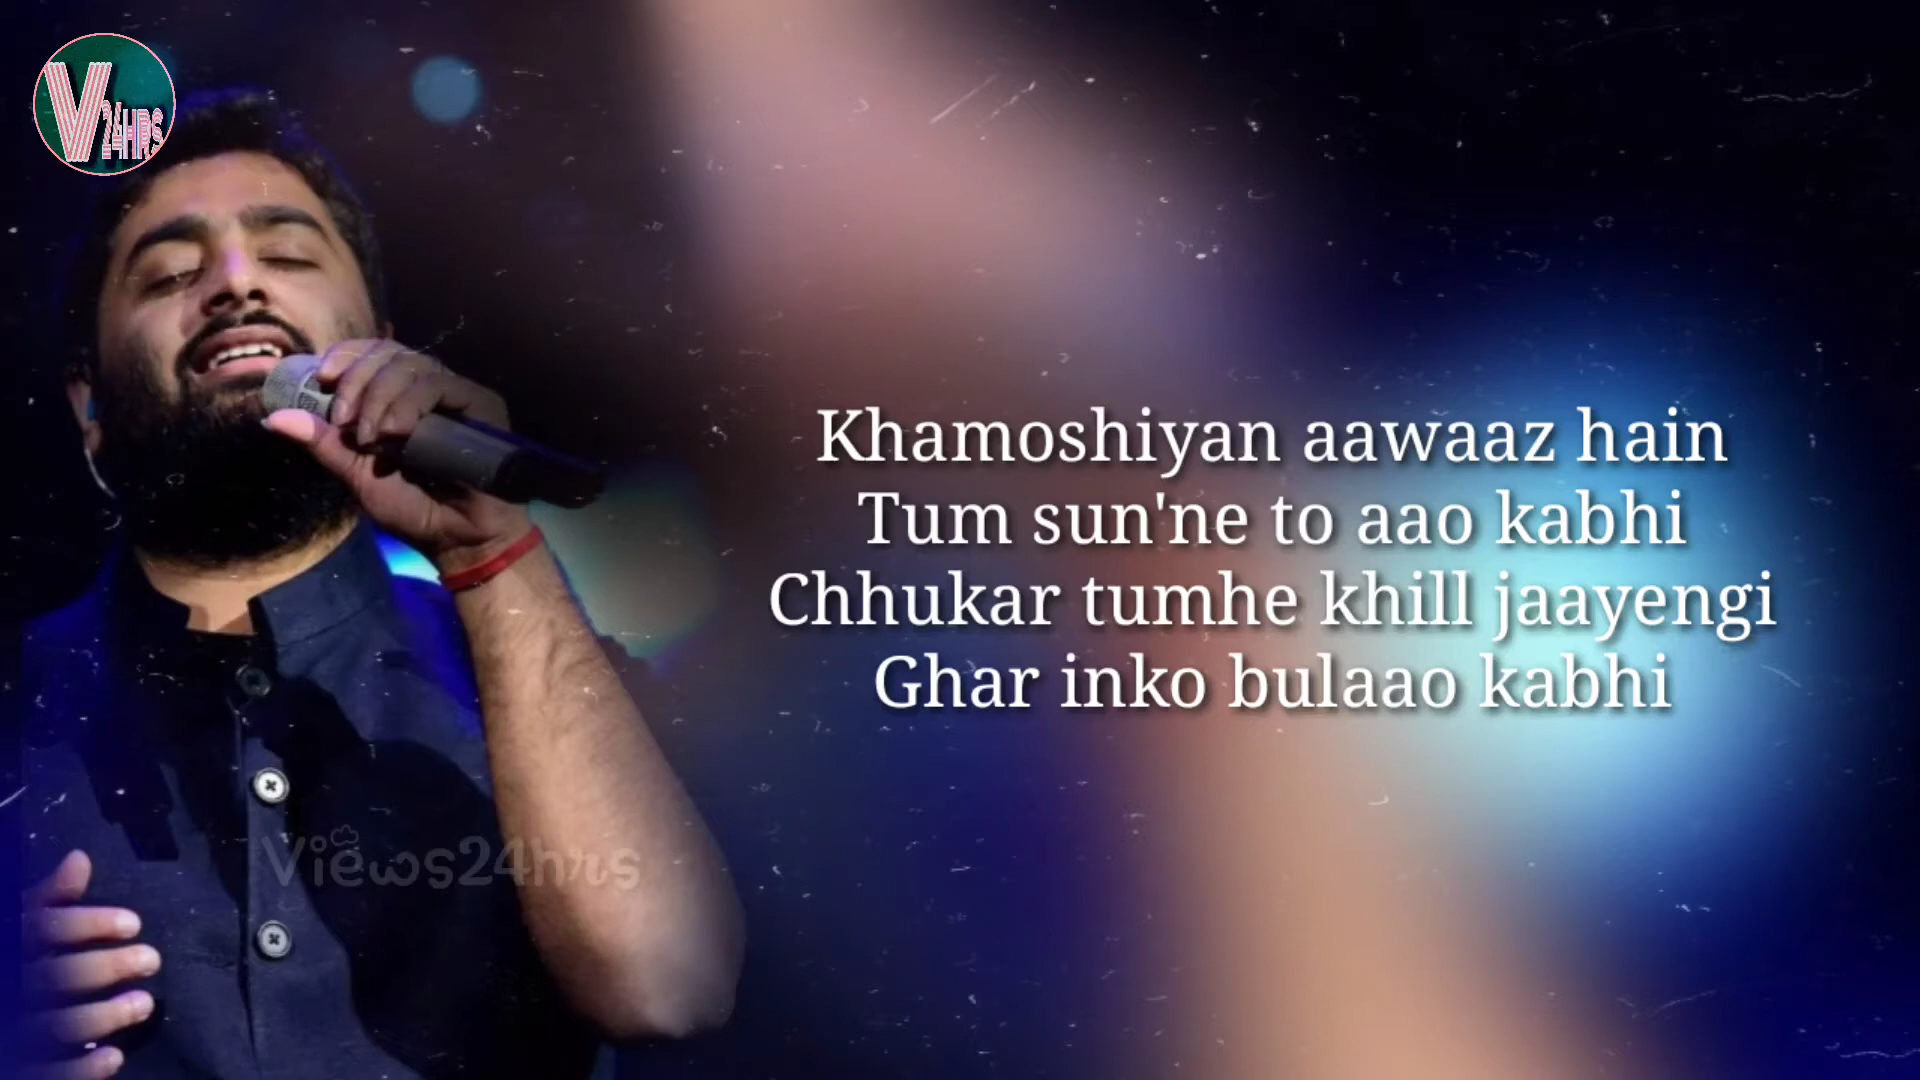 V24HRS
Khamoshiyan aawaaz hain
Tum sun'ne to aao kabhi
Chhukar tumhe khill jaayengi
Ghar inko bulaao kabhi
Views24hrs